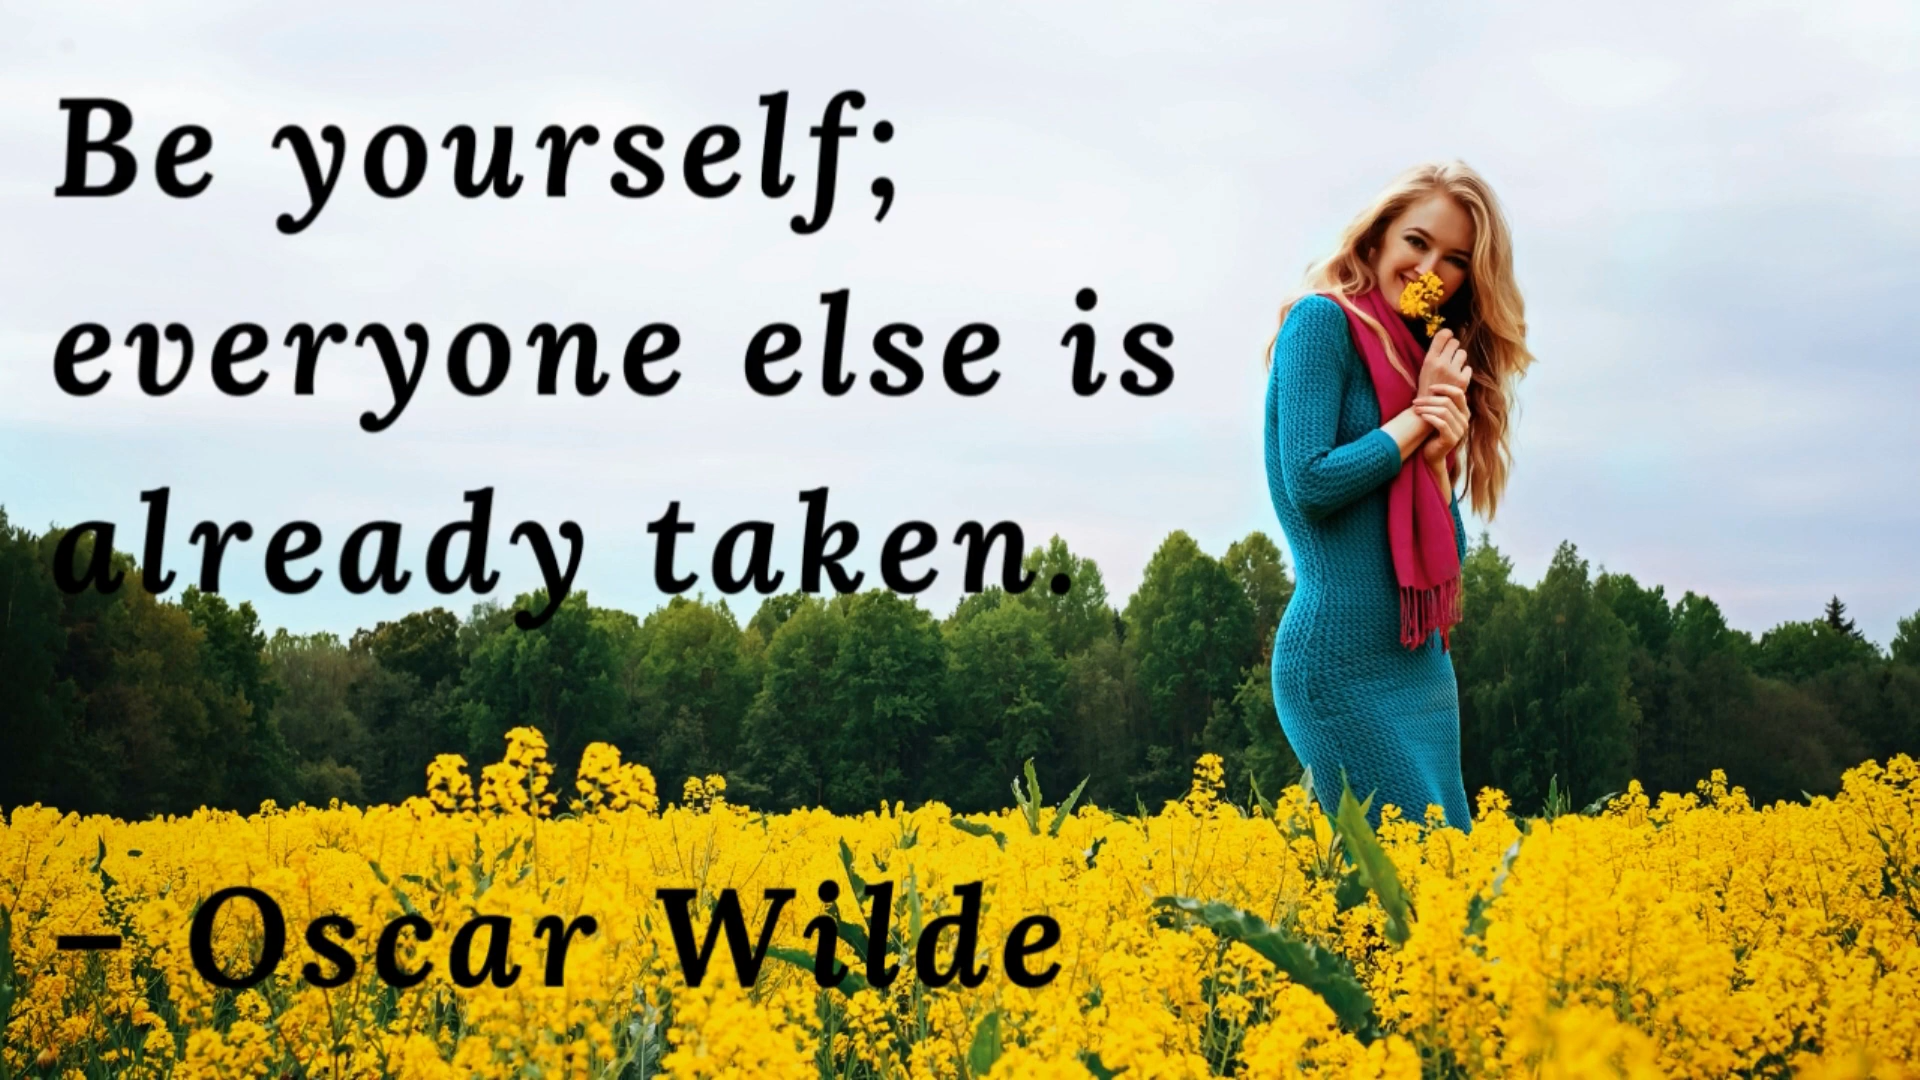 Be yourself;
everyone else is
already taken.
– Oscar Wilde